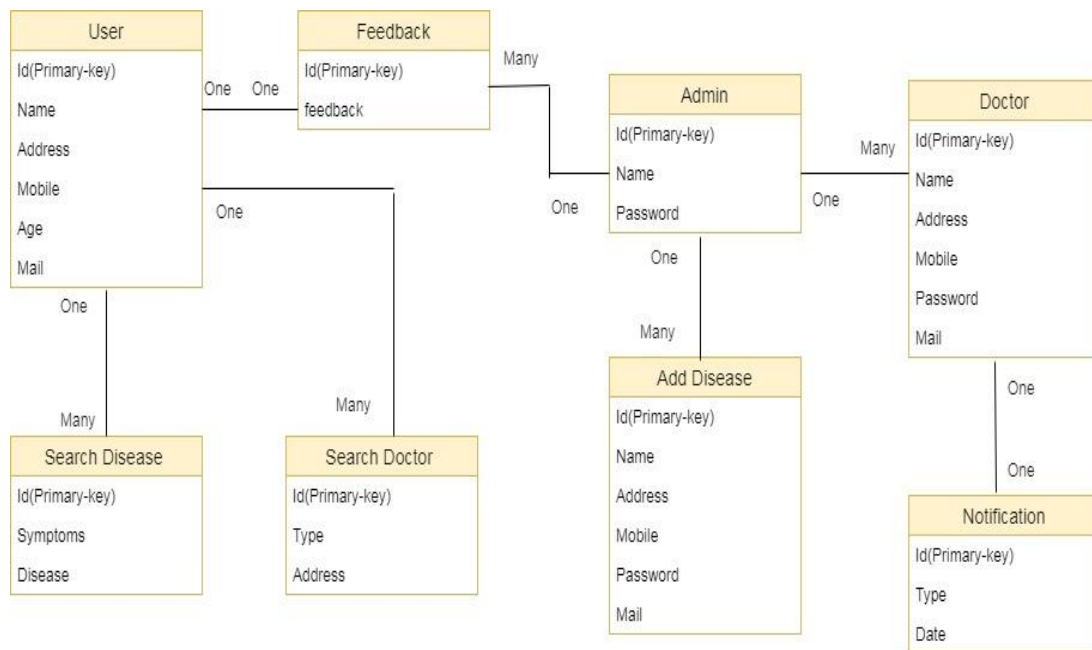 User
Id(Primary-key)
Name
Address
Mobile
Age
Mail
One
One
Feedback
Id(Primary-key)
feedback
Many
One
Admin
Id(Primary-key)
Name
Password
Many
One
Doctor
Id(Primary-key)
Name
Address
Mobile
Password
Mail
One
Many
One
Many
Search Disease
Id(Primary-key)
Symptoms
Disease
Search Doctor
Id(Primary-key)
Type
Address
One
Many
Add Disease
Id(Primary-key)
Name
Address
Mobile
Password
Mail
One
One
Notification
Id(Primary-key)
Type
Date